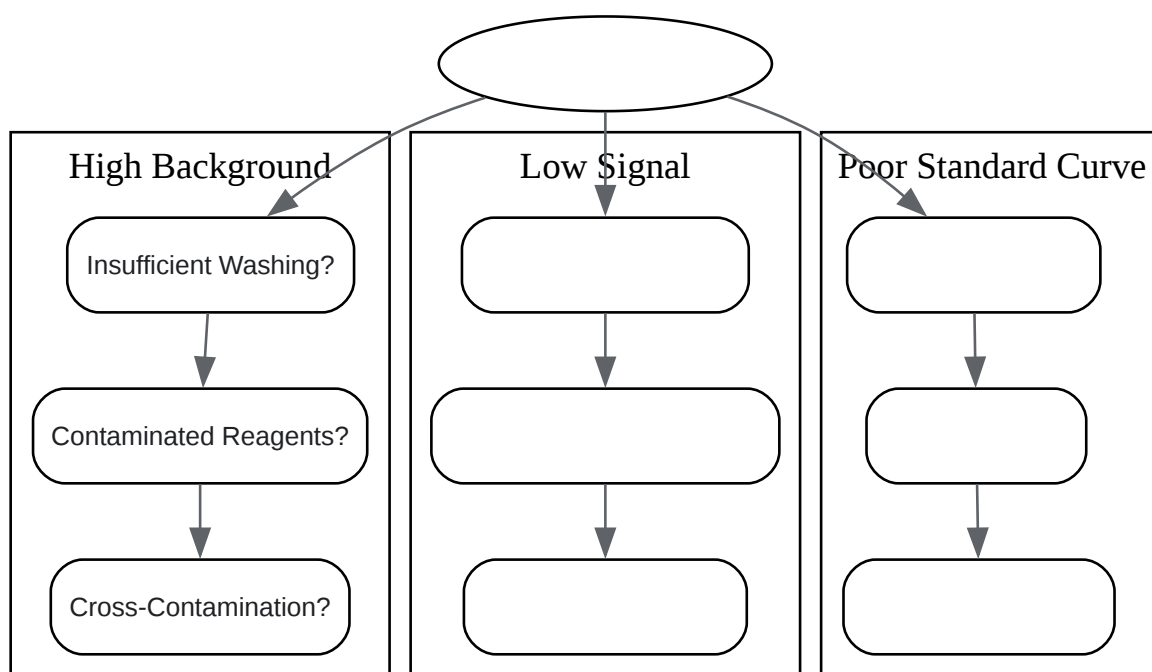 High Background
Low Signal
Poor Standard Curve
Insufficient Washing?
Contaminated Reagents?
Cross-Contamination?